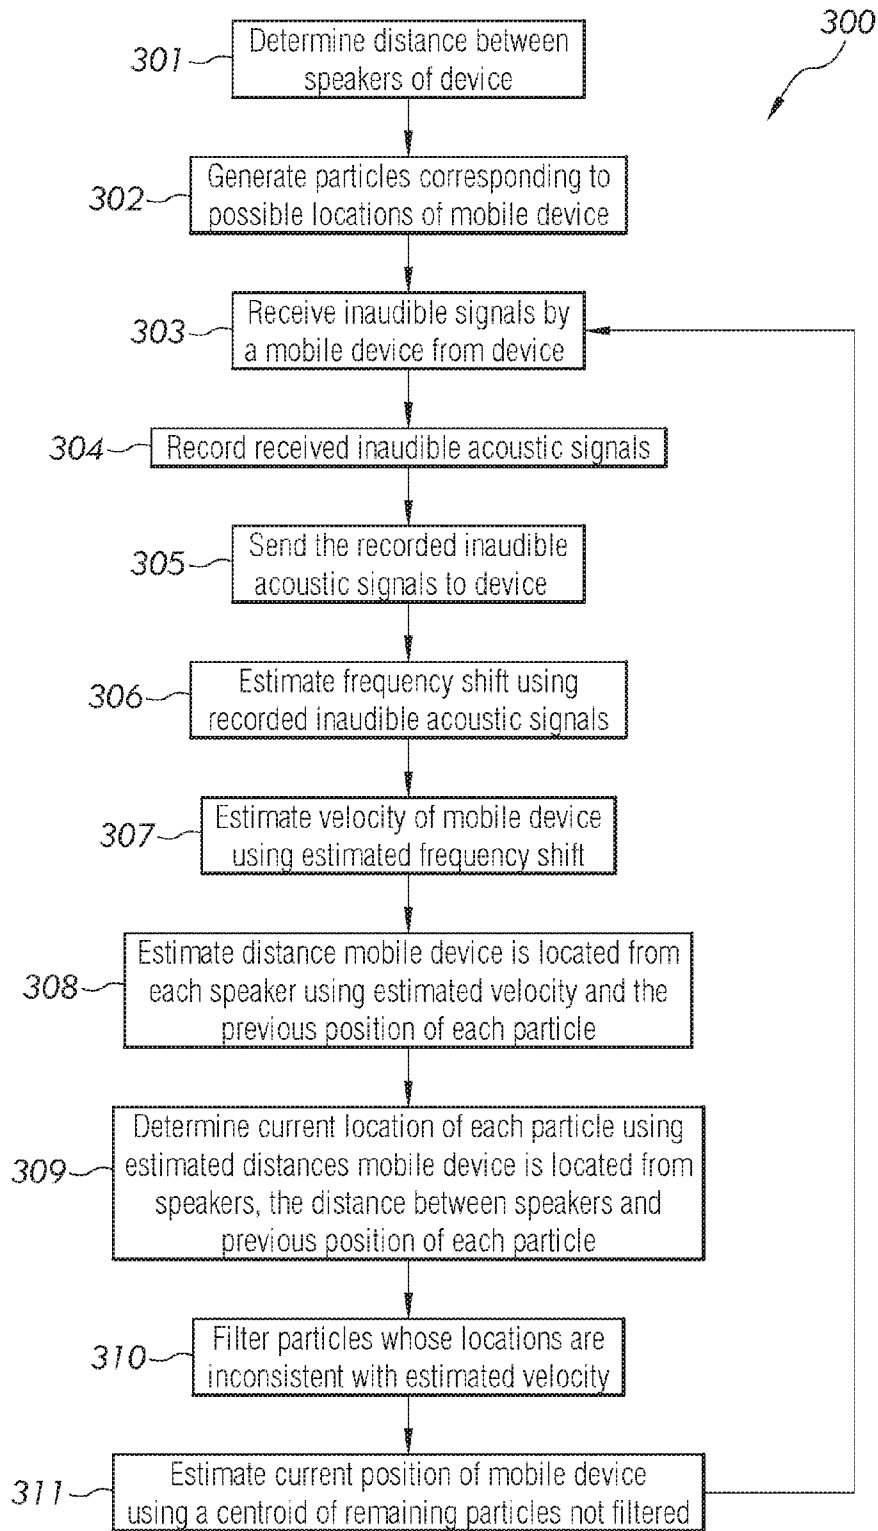 300
301
Determine distance between
speakers of device
302
Generate particles corresponding to
possible locations of mobile device
303
Receive inaudible signals by
a mobile device from device
304
Record received inaudible acoustic signals
305
Send the recorded inaudible
acoustic signals to device
306
Estimate frequency shift using
recorded inaudible acoustic signals
307
Estimate velocity of mobile device
using estimated frequency shift
308
Estimate distance mobile device is located from
each speaker using estimated velocity and the
previous position of each particle
309
Determine current location of each particle using
estimated distances mobile device is located from
speakers, the distance between speakers and
previous position of each particle
310
Filter particles whose locations are
inconsistent with estimated velocity
311
Estimate current position of mobile device
using a centroid of remaining particles not filtered